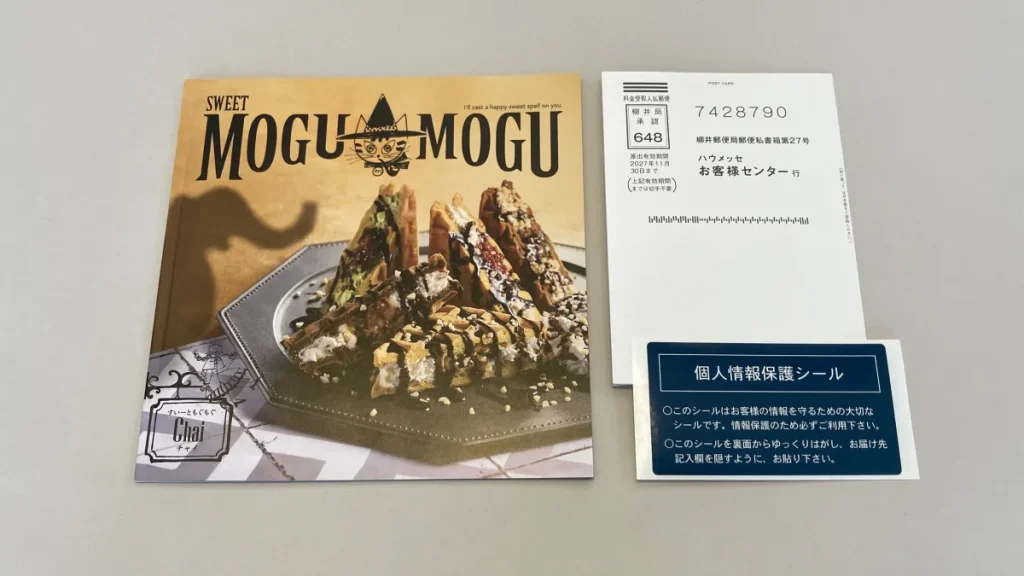 SWEET
MOGU MOGU
I'll cast a happy sweet spell on you.
すいーともぐもぐ
Chai
チャイ
POST CARD
料金受取人払郵便
柳井局
承認
648
差出有効期間
2027年11月
30日まで
(上記有効期間
までは切手不要)
7428790
柳井郵便局郵便私書箱第27号
ハウメッセ
お客様センター 行
個人情報保護シール
○このシールはお客様の情報を守るための大切な
シールです。情報保護のため必ずご利用下さい。
○このシールを裏面からゆっくりはがし、お届け先
記入欄を隠すように、お貼り下さい。